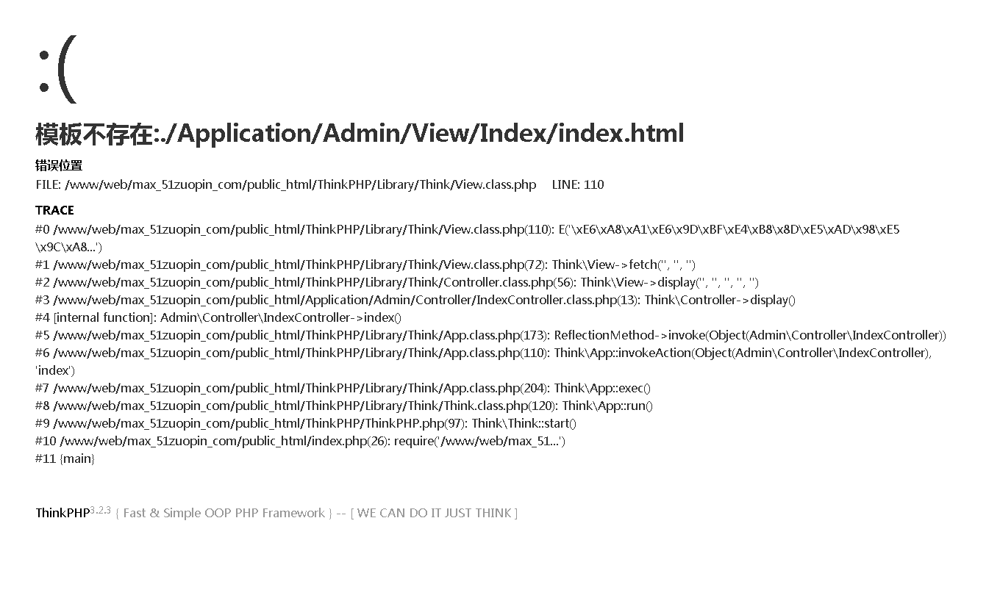 :(
模板不存在:./Application/Admin/View/Index/index.html
错误位置
FILE: /www/web/max_51zuopin_com/public_html/ThinkPHP/Library/Think/View.class.php LINE: 110
TRACE
#0 /www/web/max_51zuopin_com/public_html/ThinkPHP/Library/Think/View.class.php(110): E('\xE6\xA8\xA1\xE6\x9D\xBF\xE4\xB8\x8D\xE5\xAD\x98\xE5
\x9C\xA8...')
#1 /www/web/max_51zuopin_com/public_html/ThinkPHP/Library/Think/View.class.php(72): Think\View->fetch('', '', '')
#2 /www/web/max_51zuopin_com/public_html/ThinkPHP/Library/Think/Controller.class.php(56): Think\View->display('', '', '', '', '')
#3 /www/web/max_51zuopin_com/public_html/Application/Admin/Controller/IndexController.class.php(13): Think\Controller->display()
#4 [internal function]: Admin\Controller\IndexController->index()
#5 /www/web/max_51zuopin_com/public_html/ThinkPHP/Library/Think/App.class.php(173): ReflectionMethod->invoke(Object(Admin\Controller\IndexController))
#6 /www/web/max_51zuopin_com/public_html/ThinkPHP/Library/Think/App.class.php(110): Think\App::invokeAction(Object(Admin\Controller\IndexController),
'index')
#7 /www/web/max_51zuopin_com/public_html/ThinkPHP/Library/Think/App.class.php(204): Think\App::exec()
#8 /www/web/max_51zuopin_com/public_html/ThinkPHP/Library/Think/Think.class.php(120): Think\App::run()
#9 /www/web/max_51zuopin_com/public_html/ThinkPHP/ThinkPHP.php(97): Think\Think::start()
#10 /www/web/max_51zuopin_com/public_html/index.php(26): require('/www/web/max_51...')
#11 {main}
ThinkPHP3.2.3 { Fast & Simple OOP PHP Framework } -- [ WE CAN DO IT JUST THINK ]